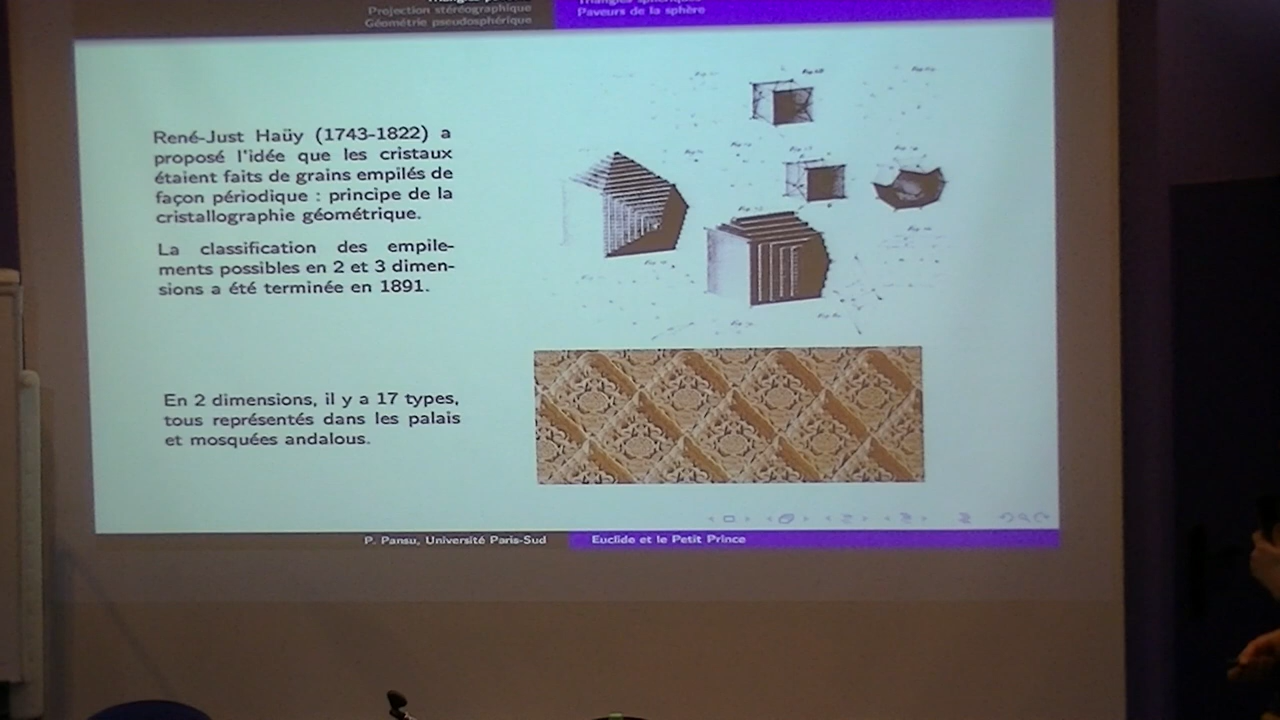 Projection stéréographique
Géométrie pseudosphérique
Triangles sphériques
Paveurs de la sphère
René-Just Haüy (1743-1822) a
proposé l'idée que les cristaux
étaient faits de grains empilés de
façon périodique : principe de la
cristallographie géométrique.
La classification des empile-
ments possibles en 2 et 3 dimen-
sions a été terminée en 1891.
En 2 dimensions, il y a 17 types,
tous représentés dans les palais
et mosquées andalous.
P. Pansu, Université Paris-Sud
Euclide et le Petit Prince